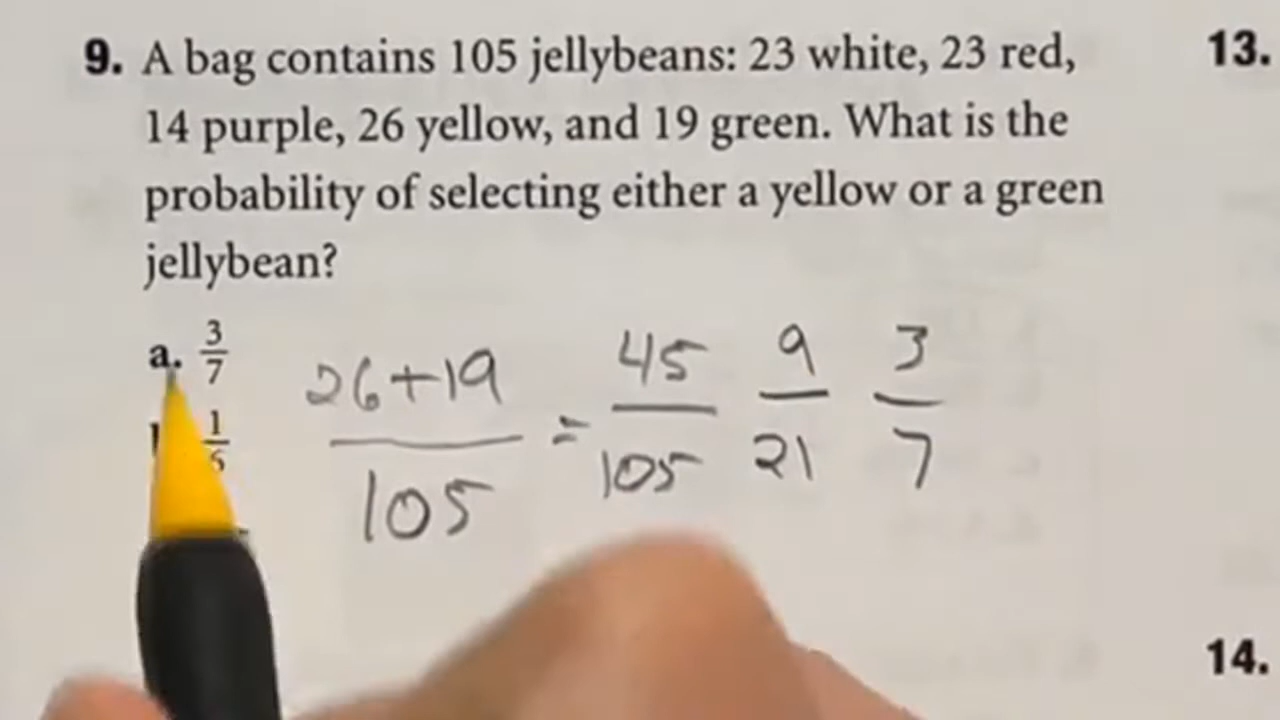 9. A bag contains 105 jellybeans: 23 white, 23 red,
14 purple, 26 yellow, and 19 green. What is the
probability of selecting either a yellow or a green
jellybean?
a. 3/7
1/6
26+19/105 = 45/105 9/21 3/7
13.
14.